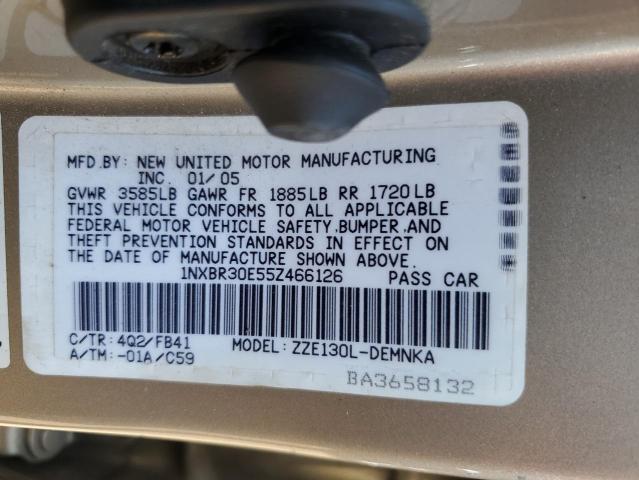 MFD.BY: NEW UNITED MOTOR MANUFACTURING
INC. 01/05
GVWR 3585LB GAWR FR 1885LB RR 1720LB
THIS VEHICLE CONFORMS TO ALL APPLICABLE
FEDERAL MOTOR VEHICLE SAFETY,BUMPER,AND
THEFT PREVENTION STANDARDS IN EFFECT ON
THE DATE OF MANUFACTURE SHOWN ABOVE.
1NXBR30E55Z466126 PASS CAR
C/TR: 4Q2/FB41 MODEL: ZZE130L-DEMNKA
A/TM: -01A/C59
BA3658132